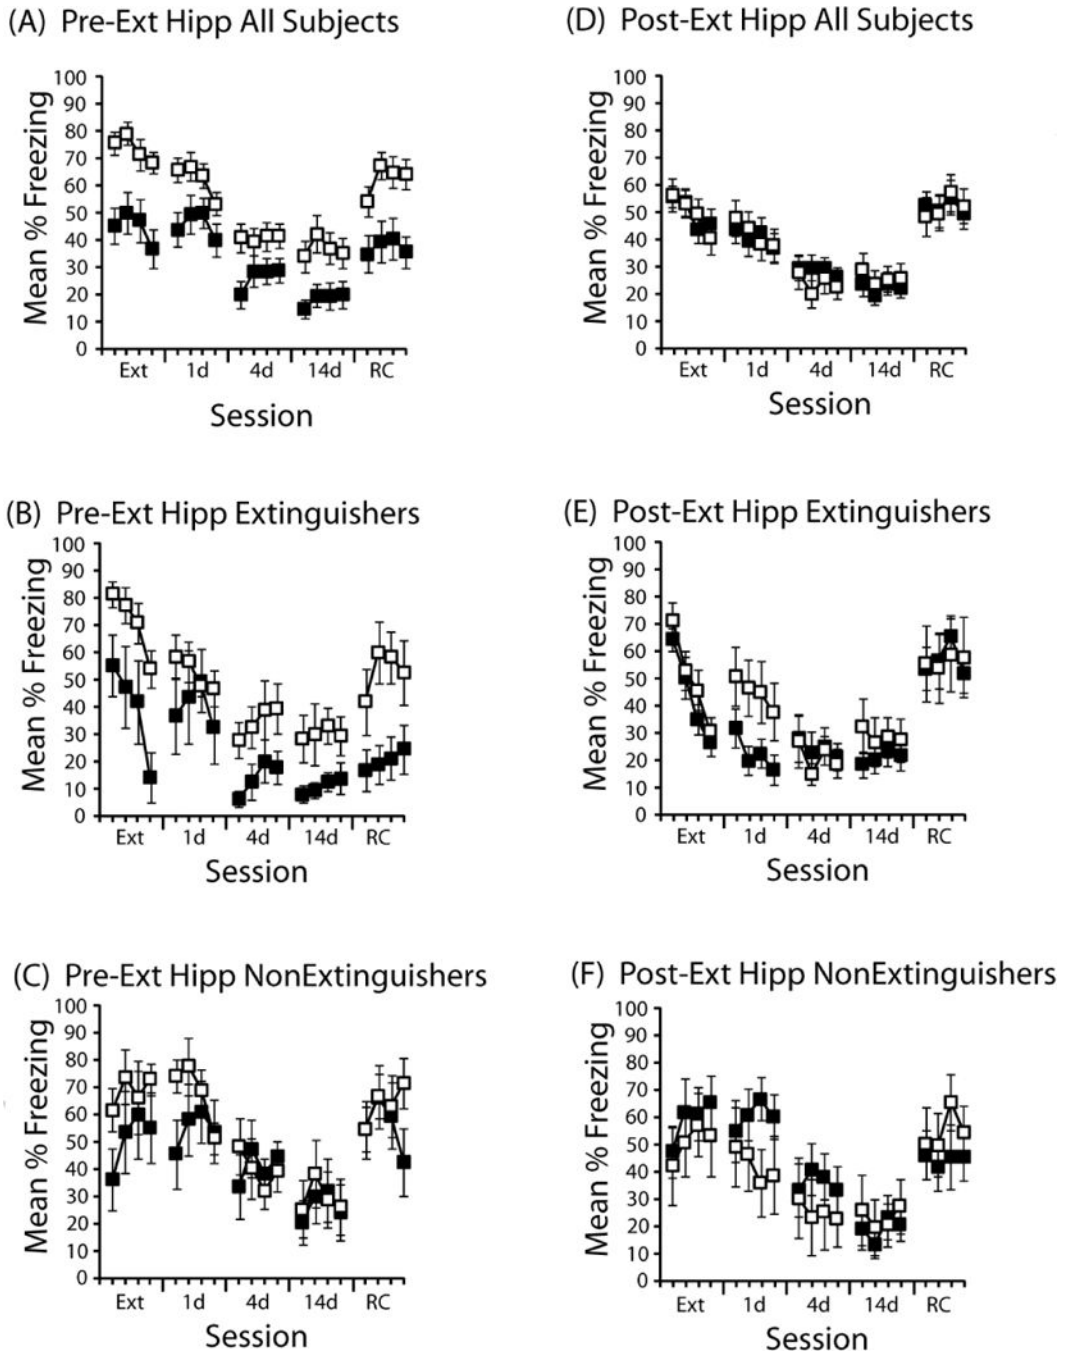 (A) Pre-Ext Hipp All Subjects
Mean % Freezing
100
90
80
70
60
50
40
30
20
10
0
Ext 1d 4d 14d RC
Session
(B) Pre-Ext Hipp Extinguishers
Mean % Freezing
100
90
80
70
60
50
40
30
20
10
0
Ext 1d 4d 14d RC
Session
(C) Pre-Ext Hipp NonExtinguishers
Mean % Freezing
100
90
80
70
60
50
40
30
20
10
0
Ext 1d 4d 14d RC
Session
(D) Post-Ext Hipp All Subjects
Mean % Freezing
100
90
80
70
60
50
40
30
20
10
0
Ext 1d 4d 14d RC
Session
(E) Post-Ext Hipp Extinguishers
Mean % Freezing
100
90
80
70
60
50
40
30
20
10
0
Ext 1d 4d 14d RC
Session
(F) Post-Ext Hipp NonExtinguishers
Mean % Freezing
100
90
80
70
60
50
40
30
20
10
0
Ext 1d 4d 14d RC
Session